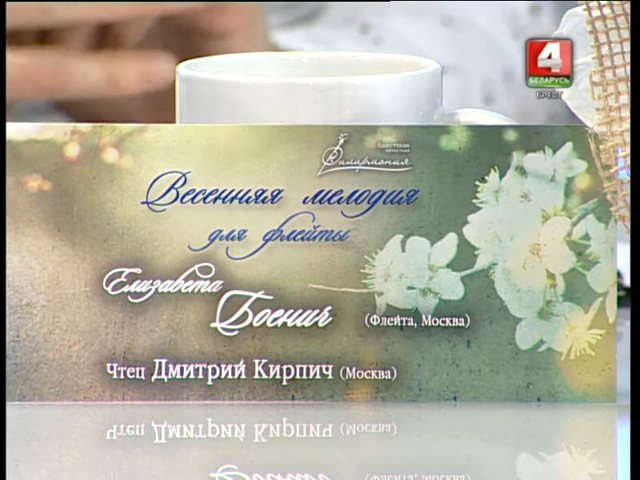 4
БЕЛАРУСЬ
БРЕСТ
Брестская
областная
Филармония
Весенняя мелодия
для флейты
Елизавета
Боенич
(Флейта, Москва)
Чтец Дмитрий Кирпич (Москва)